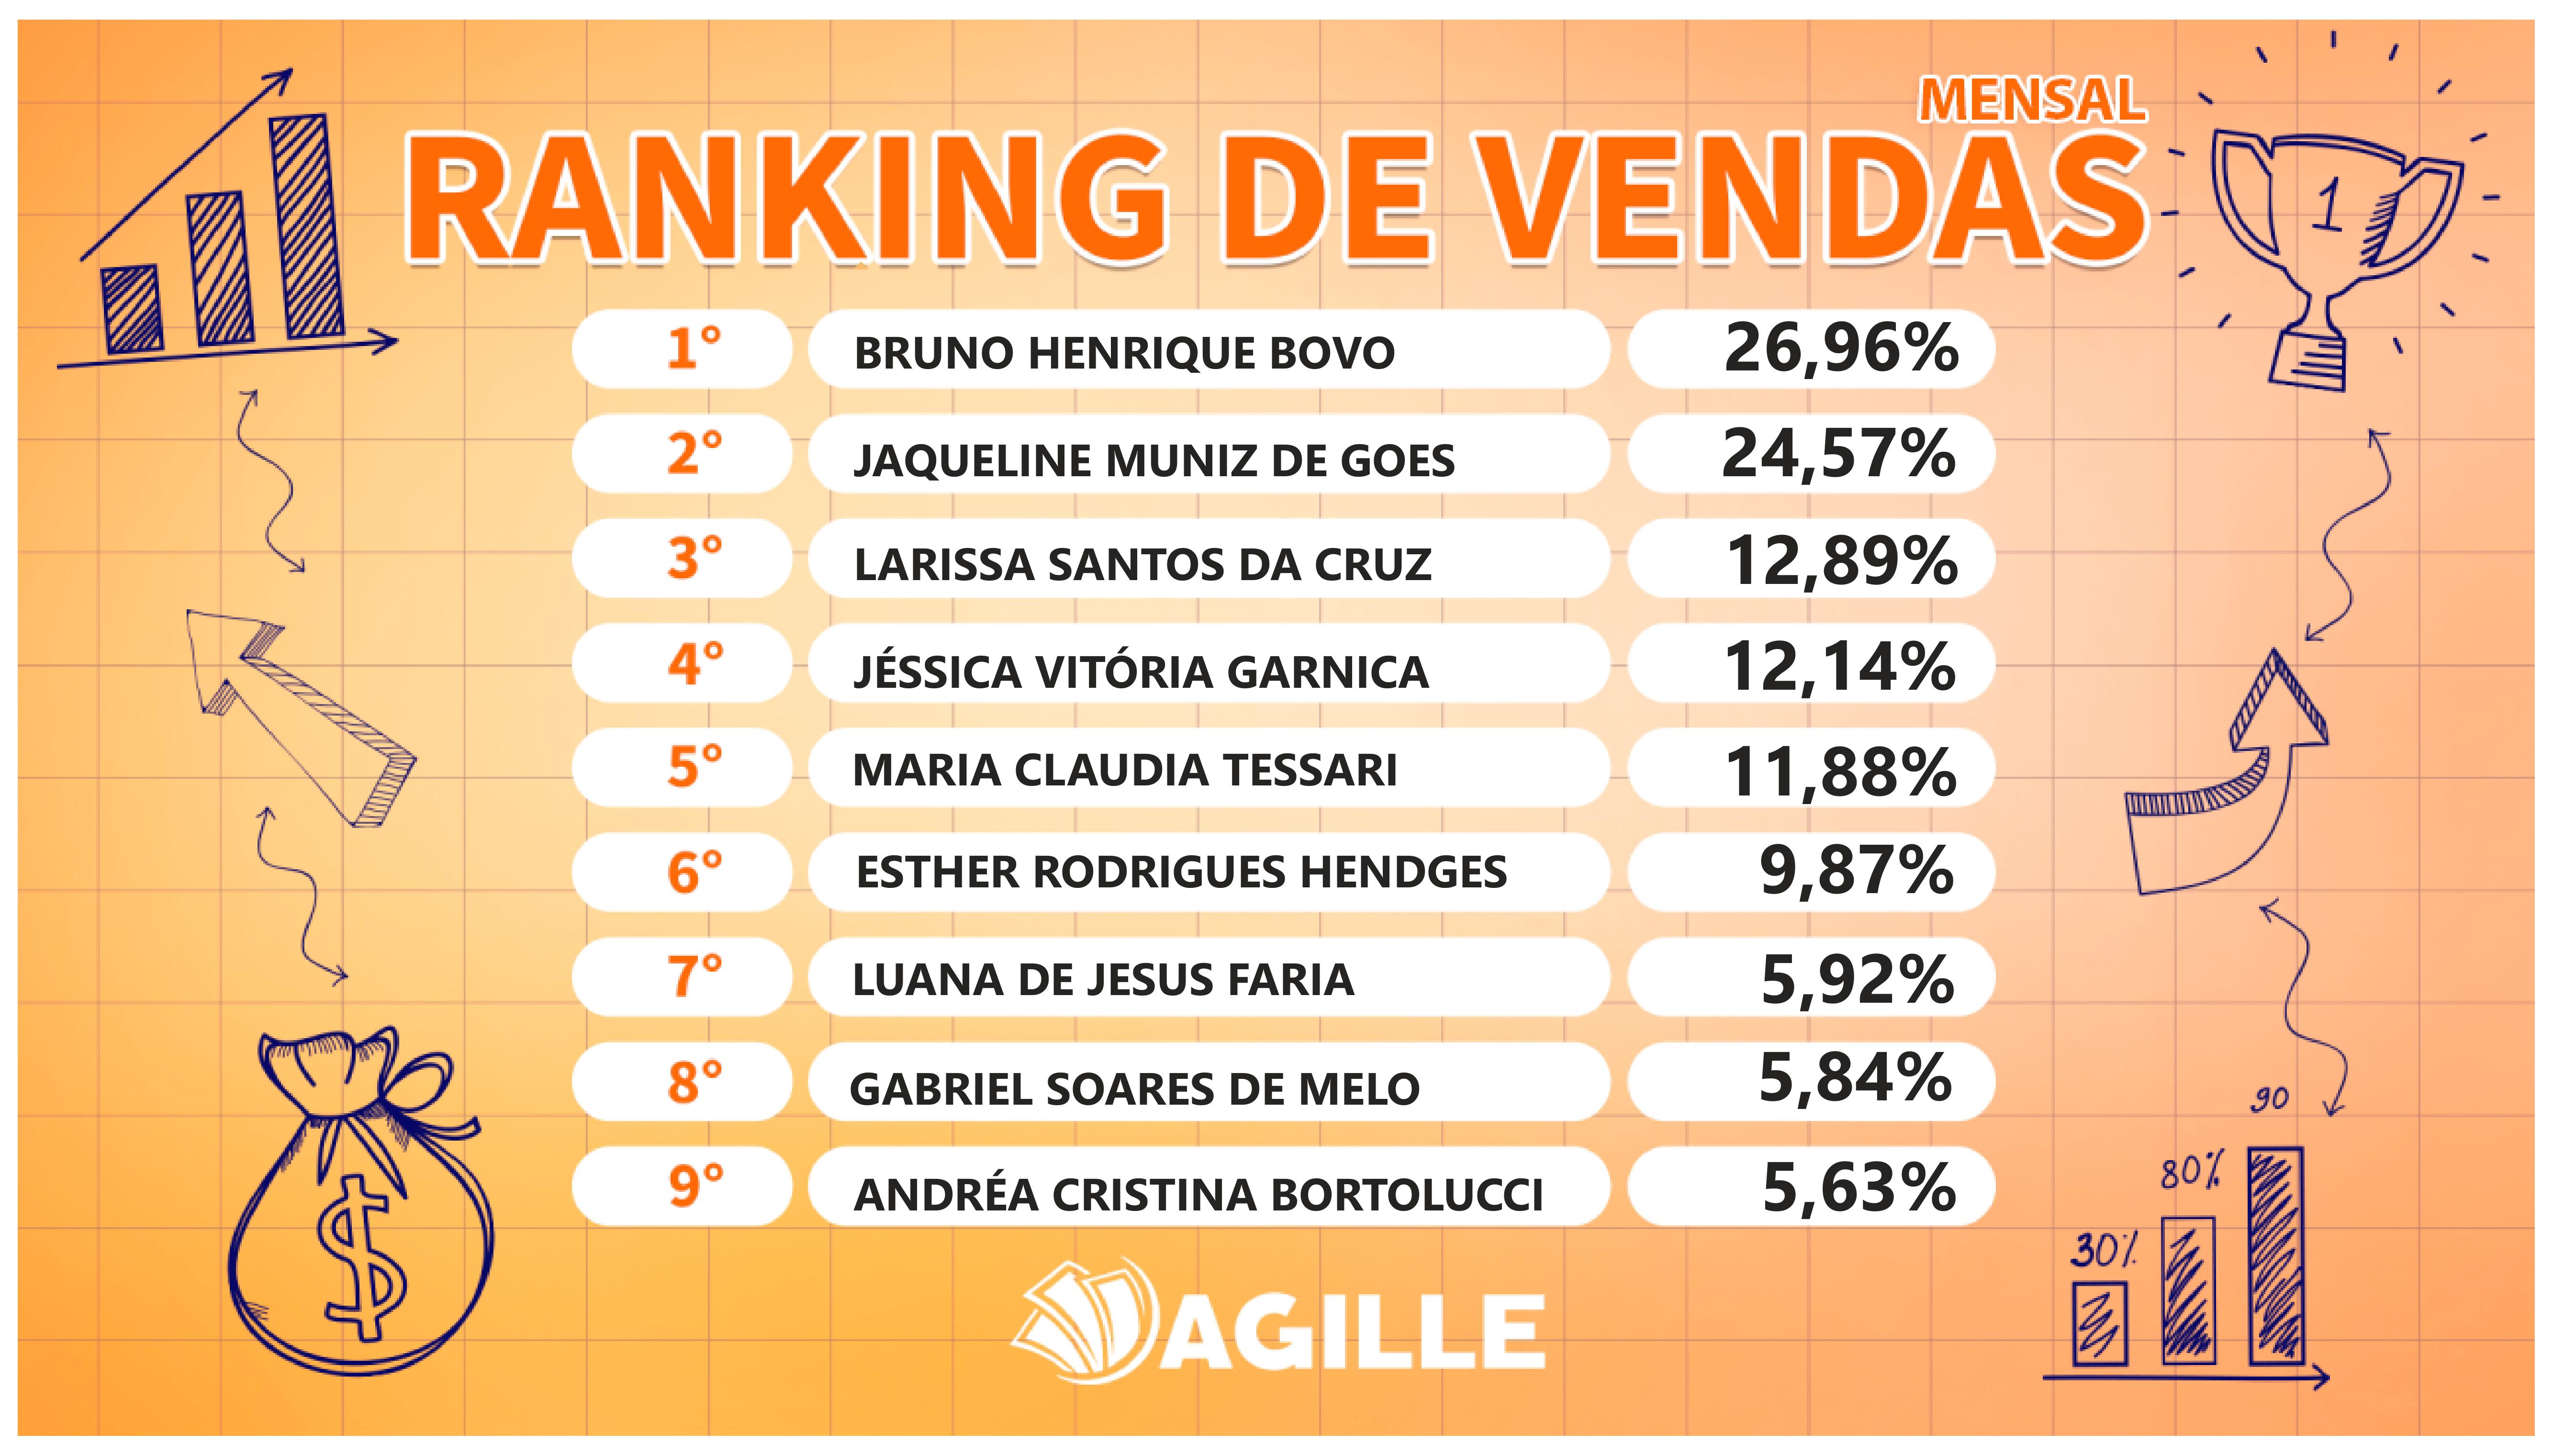 MENSAL
RANKING DE VENDAS
1
1° BRUNO HENRIQUE BOVO 26,96%
2° JAQUELINE MUNIZ DE GOES 24,57%
3° LARISSA SANTOS DA CRUZ 12,89%
4° JÉSSICA VITÓRIA GARNICA 12,14%
5° MARIA CLAUDIA TESSARI 11,88%
6° ESTHER RODRIGUES HENDGES 9,87%
7° LUANA DE JESUS FARIA 5,92%
8° GABRIEL SOARES DE MELO 5,84%
9° ANDRÉA CRISTINA BORTOLUCCI 5,63%
$
90
80%
30%
AGILLE